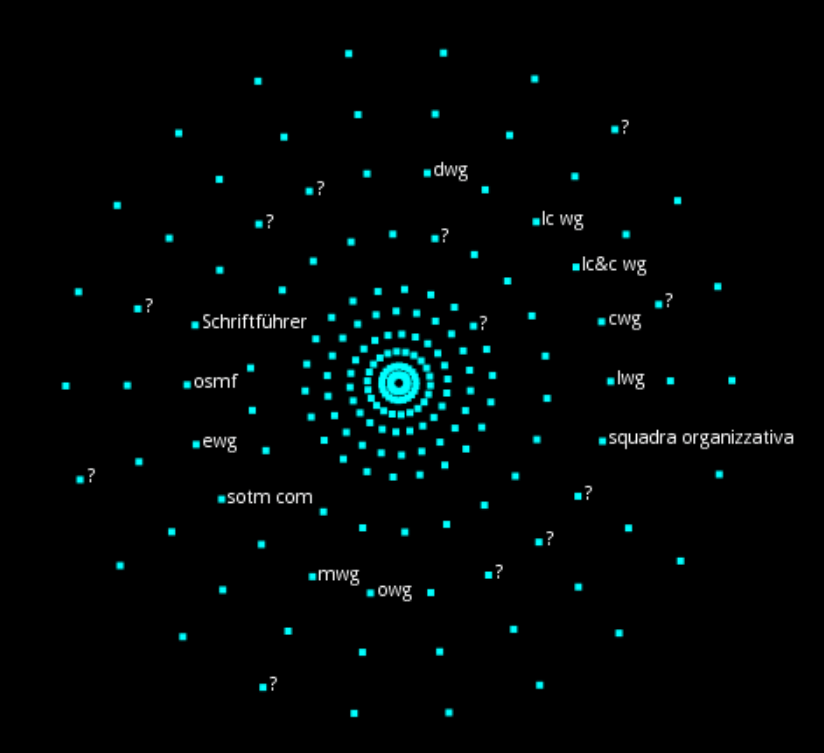 ?
dwg
?
?
lc wg
?
lc&c wg
?
?
Schriftführer
cwg
?
osmf
lwg
ewg
squadra organizzativa
?
?
sotm com
?
mwg
?
owg
?